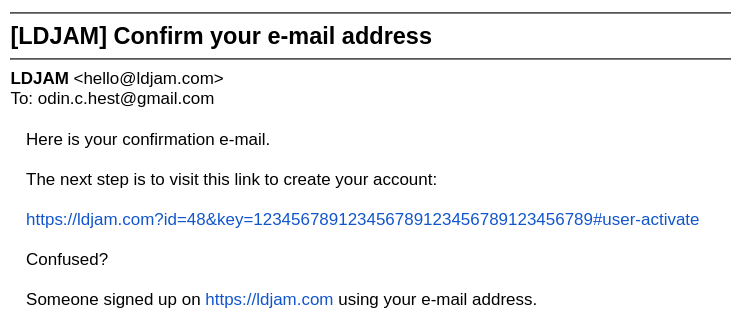 [LDJAM] Confirm your e-mail address
LDJAM <hello@ldjam.com>
To: odin.c.hest@gmail.com
Here is your confirmation e-mail.
The next step is to visit this link to create your account:
https://ldjam.com?id=48&key=123456789123456789123456789123456789#user-activate
Confused?
Someone signed up on https://ldjam.com using your e-mail address.